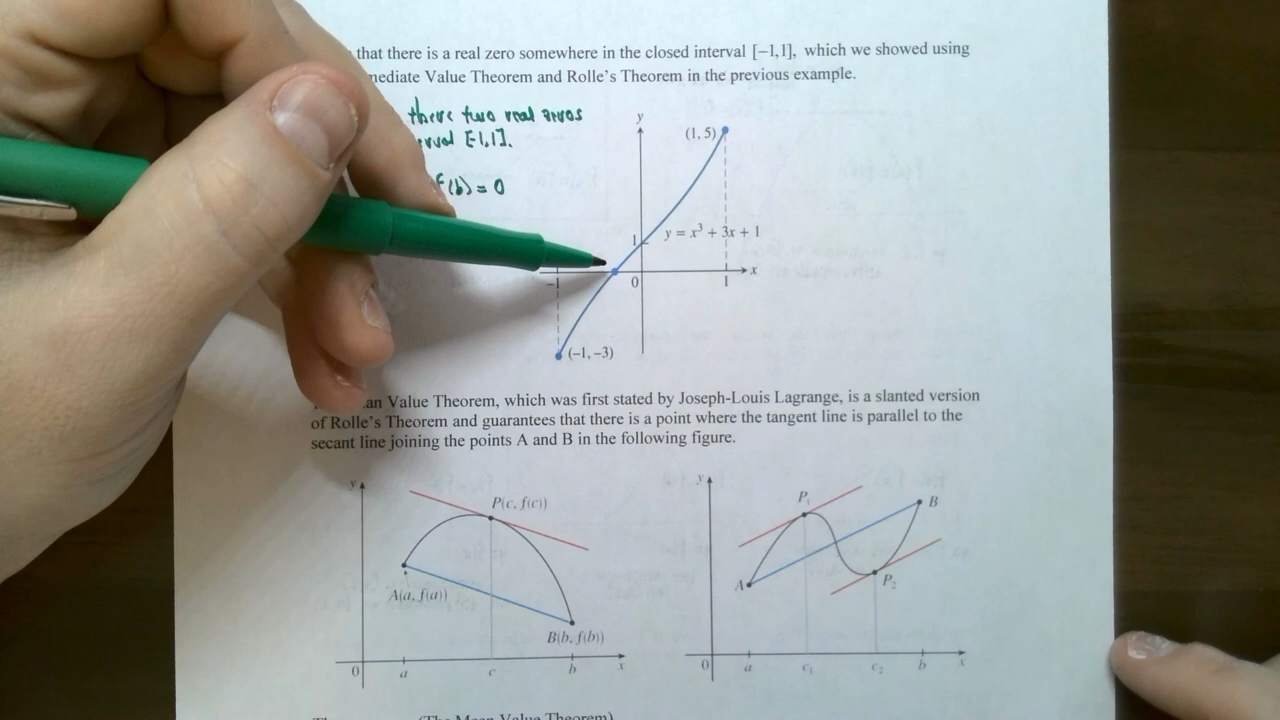 that there is a real zero somewhere in the closed interval [−1,1], which we showed using
mediate Value Theorem and Rolle's Theorem in the previous example.
there two real zeros
[-1,1].
f(b) = 0
y
(1, 5)
1
y = x³ + 3x + 1
x
−1
0
1
(−1, −3)
an Value Theorem, which was first stated by Joseph-Louis Lagrange, is a slanted version
of Rolle's Theorem and guarantees that there is a point where the tangent line is parallel to the
secant line joining the points A and B in the following figure.
y
P(c, f(c))
A(a, f(a))
B(b, f(b))
0
a
c
b
x
y
P₁
B
A
P₂
0
a
c₁
c₂
b
x
(The Mean Value Theorem)